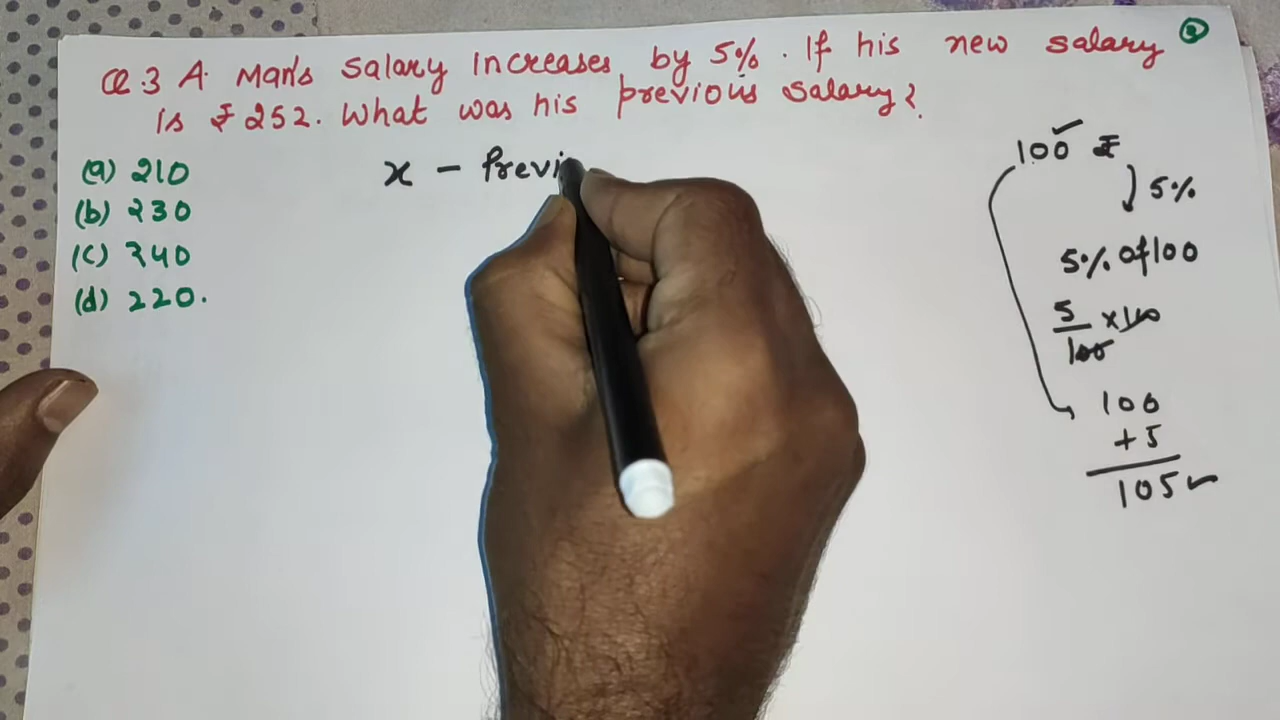 Q.3 A Man's salary increases by 5%. If his new salary
is ₹ 252. What was his previous salary?
(a) 210
(b) 230
(c) 240
(d) 220.
x - Previ
100 ₹
5%
5% of 100
5/100 x 100
100
+5
105